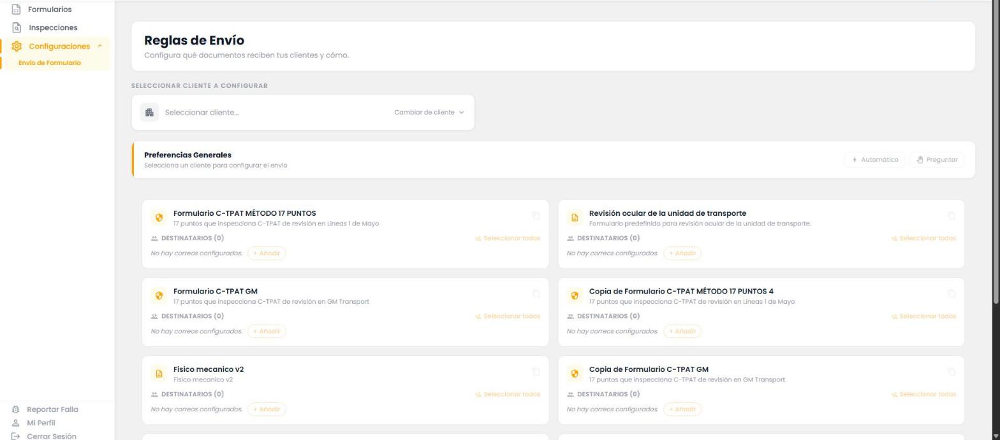 Formularios
Inspecciones
Configuraciones
Envío de Formulario
Reportar Falla
Mi Perfil
Cerrar Sesión
Reglas de Envío
Configura qué documentos reciben tus clientes y cómo.
SELECCIONAR CLIENTE A CONFIGURAR
Seleccionar cliente...
Cambiar de cliente
Preferencias Generales
Selecciona un cliente para configurar el envío
Automático
Preguntar
Formulario C-TPAT MÉTODO 17 PUNTOS
17 puntos que inspecciona C-TPAT de revisión en Líneas 1 de Mayo
DESTINATARIOS (0)
Seleccionar todos
No hay correos configurados.
+ Añadir
Revisión ocular de la unidad de transporte
Formulario predefinido para revisión ocular de la unidad de transporte.
DESTINATARIOS (0)
Seleccionar todos
No hay correos configurados.
+ Añadir
Formulario C-TPAT GM
17 puntos que inspecciona C-TPAT de revisión en GM Transport
DESTINATARIOS (0)
Seleccionar todos
No hay correos configurados.
+ Añadir
Copia de Formulario C-TPAT MÉTODO 17 PUNTOS 4
17 puntos que inspecciona C-TPAT de revisión en Líneas 1 de Mayo
DESTINATARIOS (0)
Seleccionar todos
No hay correos configurados.
+ Añadir
Fisico mecanico v2
Fisico mecanico v2
DESTINATARIOS (0)
Seleccionar todos
No hay correos configurados.
+ Añadir
Copia de Formulario C-TPAT GM
17 puntos que inspecciona C-TPAT de revisión en GM Transport
DESTINATARIOS (0)
Seleccionar todos
No hay correos configurados.
+ Añadir